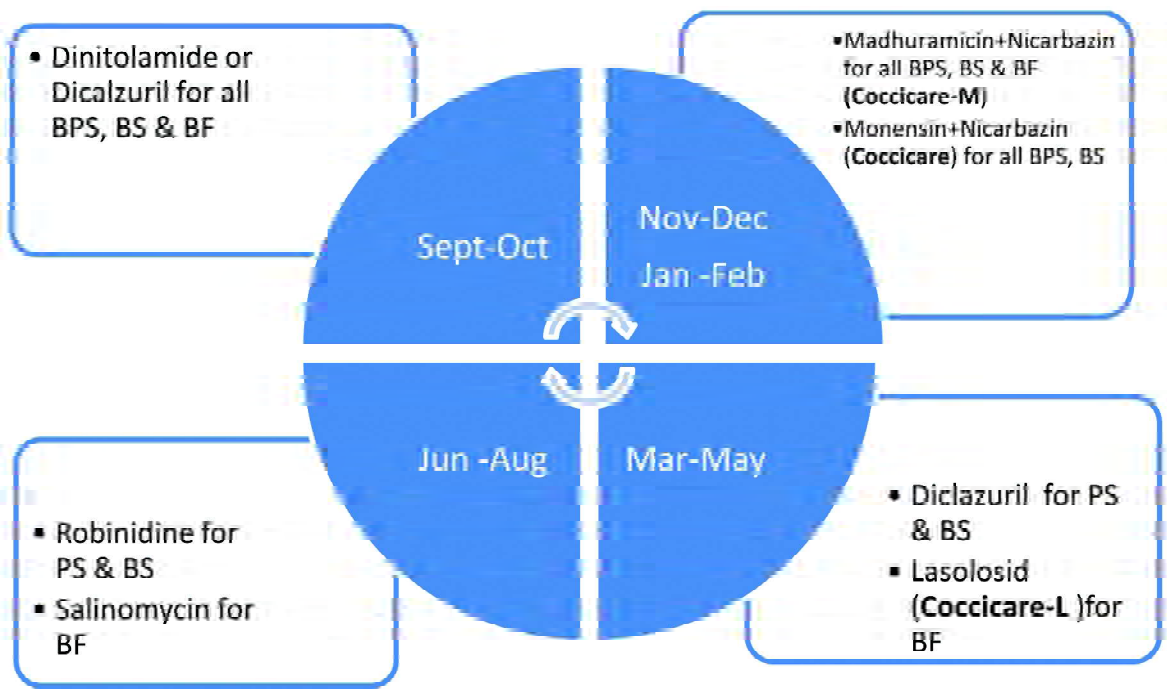 • Dinitolamide or
Dicalzuril for all
BPS, BS & BF
•Madhuramicin+Nicarbazin
for all BPS, BS & BF
(Coccicare-M)
•Monensin+Nicarbazin
(Coccicare) for all BPS, BS
Sept-Oct
Nov-Dec
Jan -Feb
Jun -Aug
Mar-May
▪ Robinidine for
PS & BS
▪ Salinomycin for
BF
• Diclazuril for PS
& BS
▪ Lasolosid
(Coccicare-L )for
BF